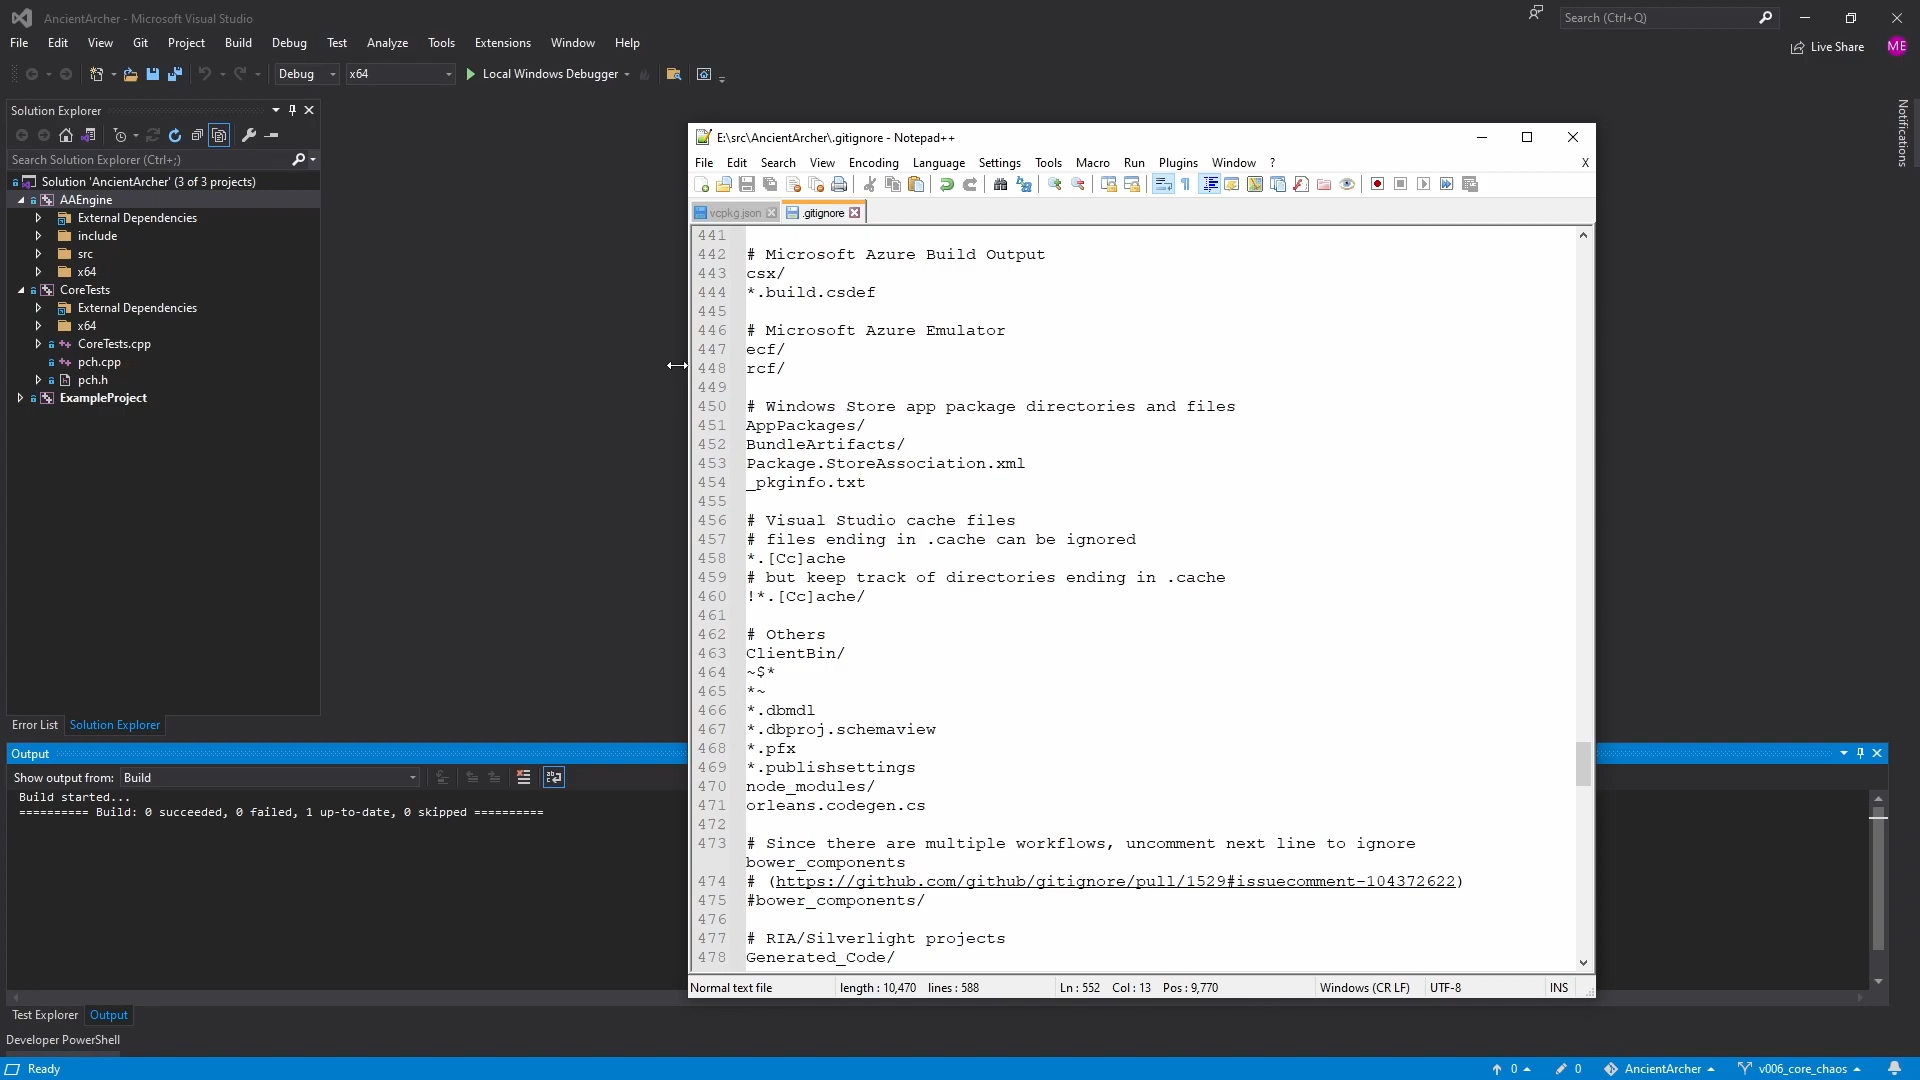 AncientArcher - Microsoft Visual Studio
Search (Ctrl+Q)
File Edit View Git Project Build Debug Test Analyze Tools Extensions Window Help
Live Share
ME
Debug x64 Local Windows Debugger
Notifications
Solution Explorer
Search Solution Explorer (Ctrl+;)
Solution 'AncientArcher' (3 of 3 projects)
AAEngine
External Dependencies
include
src
x64
CoreTests
External Dependencies
x64
CoreTests.cpp
pch.cpp
pch.h
ExampleProject
Error List Solution Explorer
Output
Show output from: Build
Build started...
========== Build: 0 succeeded, 0 failed, 1 up-to-date, 0 skipped ==========
Test Explorer Output
Developer PowerShell
Ready
0
0
AncientArcher
v006_core_chaos
E:\src\AncientArcher\.gitignore - Notepad++
File Edit Search View Encoding Language Settings Tools Macro Run Plugins Window ? X
vcpkg.json .gitignore
441
442 # Microsoft Azure Build Output
443 csx/
444 *.build.csdef
445
446 # Microsoft Azure Emulator
447 ecf/
448 rcf/
449
450 # Windows Store app package directories and files
451 AppPackages/
452 BundleArtifacts/
453 Package.StoreAssociation.xml
454 _pkginfo.txt
455
456 # Visual Studio cache files
457 # files ending in .cache can be ignored
458 *.[Cc]ache
459 # but keep track of directories ending in .cache
460 !*.[Cc]ache/
461
462 # Others
463 ClientBin/
464 ~$*
465 *~
466 *.dbmdl
467 *.dbproj.schemaview
468 *.pfx
469 *.publishsettings
470 node_modules/
471 orleans.codegen.cs
472
473 # Since there are multiple workflows, uncomment next line to ignore
bower_components
474 # (https://github.com/github/gitignore/pull/1529#issuecomment-104372622)
475 #bower_components/
476
477 # RIA/Silverlight projects
478 Generated_Code/
Normal text file length : 10,470 lines : 588 Ln : 552 Col : 13 Pos : 9,770 Windows (CR LF) UTF-8 INS